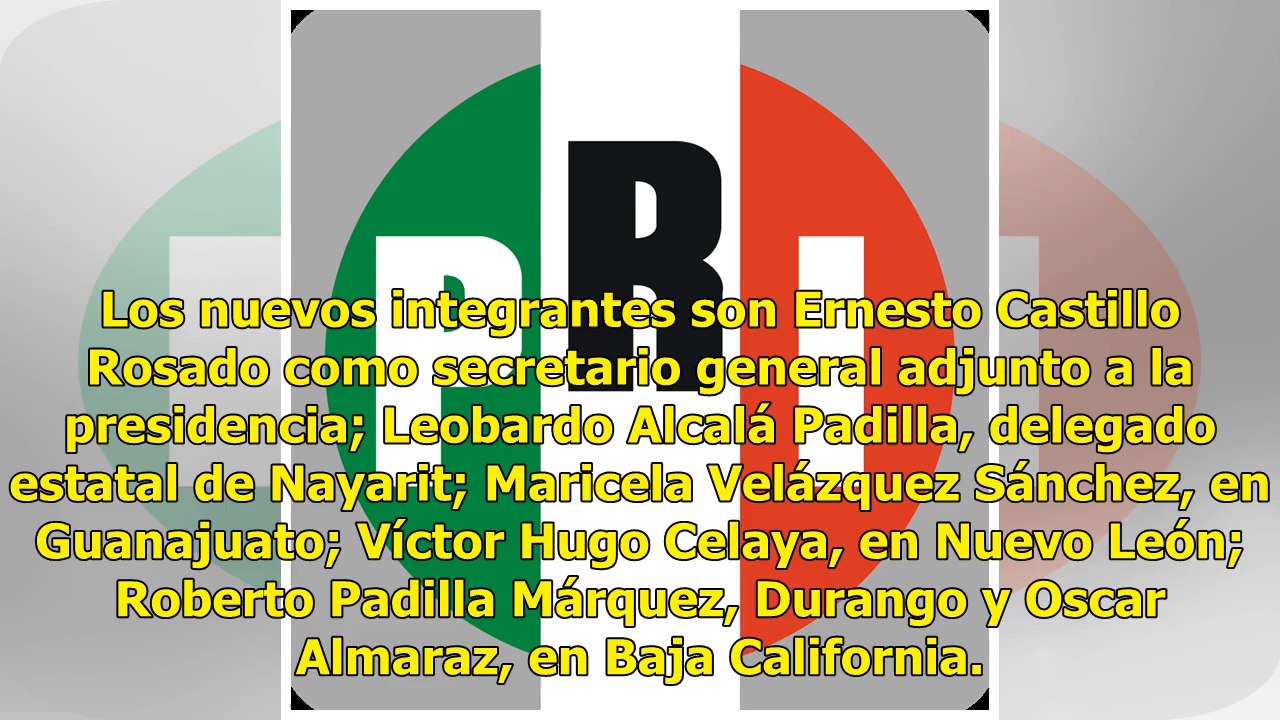 PRI
Los nuevos integrantes son Ernesto Castillo
Rosado como secretario general adjunto a la
presidencia; Leobardo Alcalá Padilla, delegado
estatal de Nayarit; Maricela Velázquez Sánchez, en
Guanajuato; Víctor Hugo Celaya, en Nuevo León;
Roberto Padilla Márquez, Durango y Oscar
Almaraz, en Baja California.